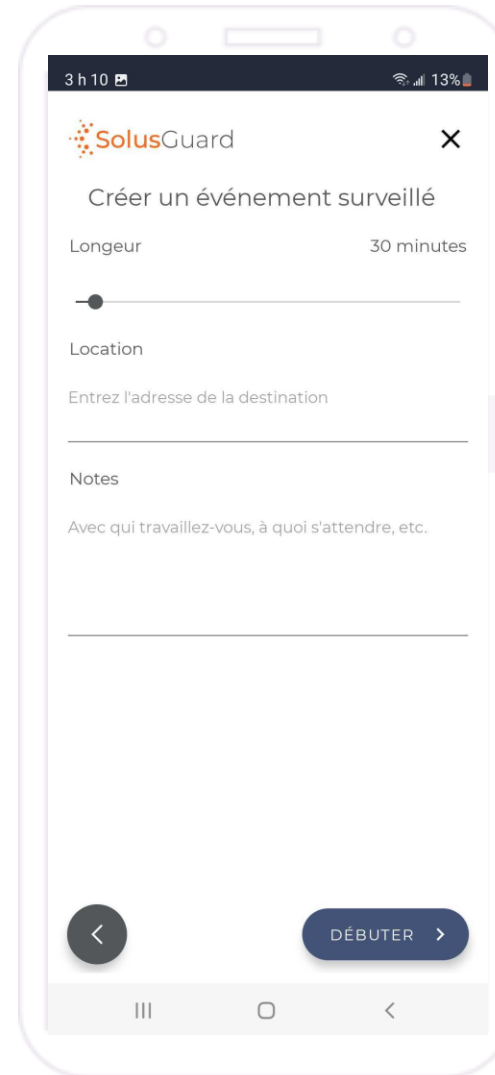 3 h 10
13%
SolusGuard
Créer un événement surveillé
Longeur 30 minutes
Location
Entrez l'adresse de la destination
Notes
Avec qui travaillez-vous, à quoi s'attendre, etc.
DÉBUTER